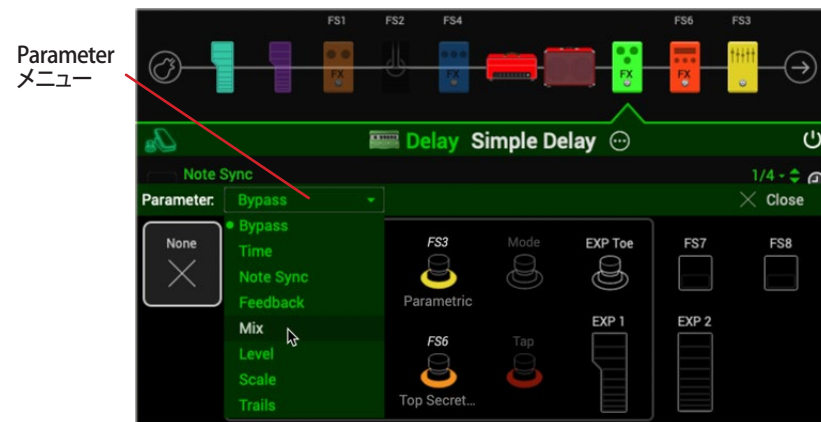 FS1 FS2 FS4 FS6 FS3
Parameter
メニュー
FX FX FX FX
Delay Simple Delay
Note Sync 1/4
Parameter: Bypass Close
Bypass
Time
Note Sync
Feedback
Mix
Level
Scale
Trails
None FS3 Mode EXP Toe FS7 FS8
Parametric
FS6 Tap EXP 1 EXP 2
Top Secret...